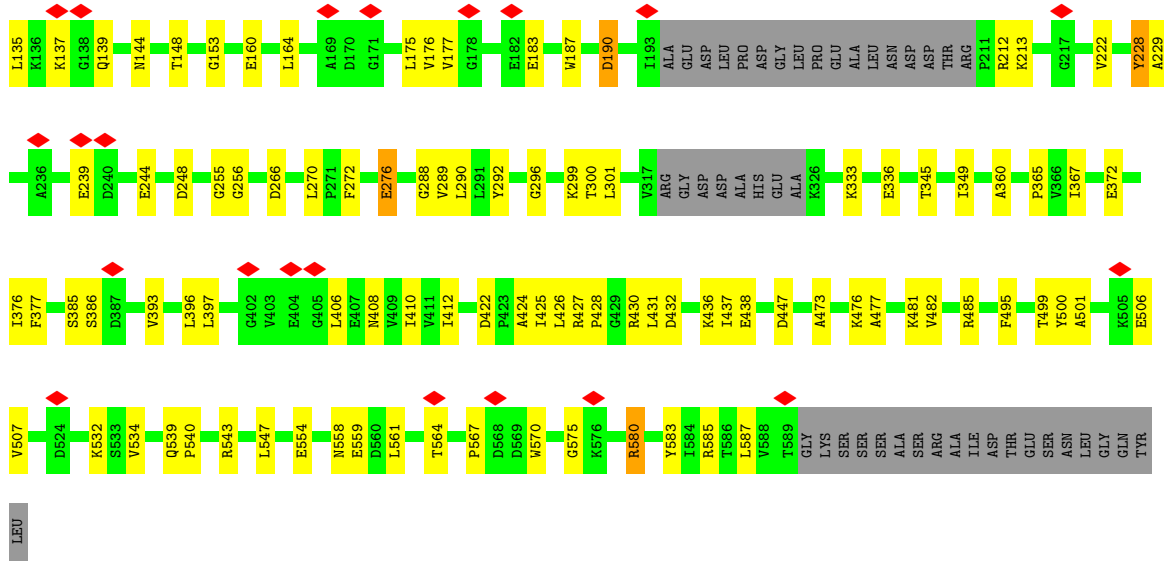 L135 K136 K137 G138 Q139 N144 T148 G153 E160 L164 A169 D170 G171 L175 V176 V177 G178 E182 E183 W187 D190 I193 ALA GLU ASP LEU PRO ASP GLY LEU PRO GLU ALA LEU ASN ASP ASP THR ARG P211 R212 K213 G217 V222 Y228 A229
A236 E239 D240 E244 D248 G255 G256 D266 L270 P271 F272 E276 G288 V289 L290 L291 Y292 G296 K299 T300 L301 V317 ARG GLY ASP ASP ALA HIS GLU ALA K326 K333 E336 T345 I349 A360 P365 V366 I367 E372
I376 F377 S385 S386 D387 V393 L396 L397 G402 V403 E404 G405 L406 E407 N408 V409 I410 V411 I412 D422 P423 A424 I425 L426 R427 P428 G429 R430 L431 D432 K436 I437 E438 D447 A473 K476 A477 K481 V482 R485 F495 T499 Y500 A501 K505 E506
V507 D524 K532 S533 V534 Q539 P540 R543 L547 E554 N558 E559 D560 L561 T564 P567 D568 D569 W570 G575 K576 R580 Y583 I584 R585 T586 L587 V588 T589 GLY LYS SER SER SER ALA SER ARG ALA ILE ASP THR GLU SER ASN LEU GLY GLN TYR
LEU